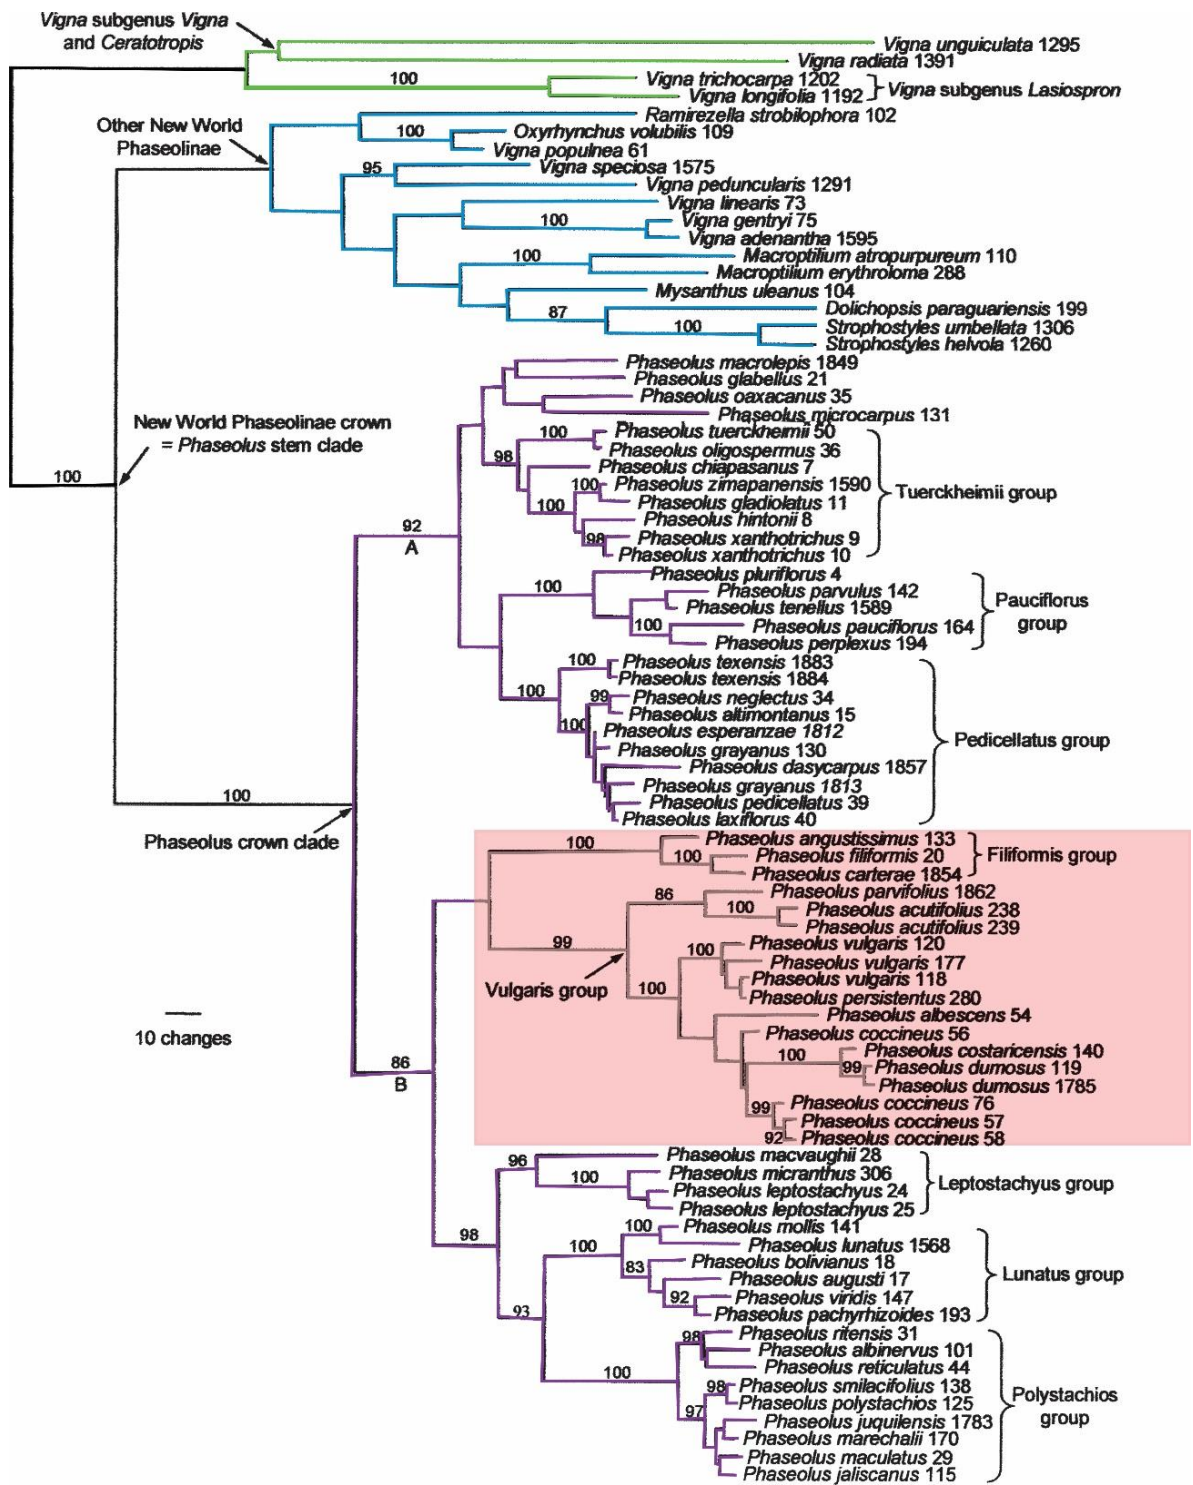 Vigna subgenus Vigna
and Ceratotropis
Vigna unguiculata 1295
Vigna radiata 1391
100
Vigna trichocarpa 1202
Vigna longifolia 1192
Vigna subgenus Lasiospron
Other New World
Phaseolinae
Ramirezella strobilophora 102
100
Oxyrhynchus volubilis 109
Vigna populnea 61
95
Vigna speciosa 1575
Vigna peduncularis 1291
Vigna linearis 73
100
Vigna gentryi 75
Vigna adenantha 1595
100
Macroptilium atropurpureum 110
Macroptilium erythroloma 288
Mysanthus uleanus 104
87
Dolichopsis paraguariensis 199
100
Strophostyles umbellata 1306
Strophostyles helvola 1260
New World Phaseolinae crown
= Phaseolus stem clade
100
Phaseolus macrolepis 1849
Phaseolus glabellus 21
Phaseolus oaxacanus 35
Phaseolus microcarpus 131
92
A
98
100
Phaseolus tuerckheimii 50
Phaseolus oligospermus 36
Phaseolus chiapasanus 7
100
Phaseolus zimapanensis 1590
Phaseolus gladiolatus 11
100
Phaseolus hintonii 8
98
Phaseolus xanthotrichus 9
Phaseolus xanthotrichus 10
Tuerckheimii group
100
Phaseolus pluriflorus 4
Phaseolus parvulus 142
Phaseolus tenellus 1589
100
Phaseolus pauciflorus 164
Phaseolus perplexus 194
Pauciflorus
group
100
100
Phaseolus texensis 1883
Phaseolus texensis 1884
99
Phaseolus neglectus 34
Phaseolus altimontanus 15
100
Phaseolus esperanzae 1812
Phaseolus grayanus 130
Phaseolus dasycarpus 1857
Phaseolus grayanus 1813
Phaseolus pedicellatus 39
Phaseolus laxiflorus 40
Pedicellatus group
100
Phaseolus crown clade
100
Phaseolus angustissimus 133
100
Phaseolus filiformis 20
Phaseolus carterae 1854
Filiformis group
86
Phaseolus parvifolius 1862
100
Phaseolus acutifolius 238
Phaseolus acutifolius 239
99
Vulgaris group
100
100
Phaseolus vulgaris 120
Phaseolus vulgaris 177
Phaseolus vulgaris 118
Phaseolus persistentus 280
Phaseolus albescens 54
Phaseolus coccineus 56
100
Phaseolus costaricensis 140
99
Phaseolus dumosus 119
Phaseolus dumosus 1785
99
Phaseolus coccineus 76
Phaseolus coccineus 57
92
Phaseolus coccineus 58
10 changes
86
B
96
Phaseolus macvaughii 28
100
Phaseolus micranthus 306
Phaseolus leptostachyus 24
Phaseolus leptostachyus 25
Leptostachyus group
98
100
100
Phaseolus mollis 141
Phaseolus lunatus 1568
83
Phaseolus bolivianus 18
Phaseolus augusti 17
92
Phaseolus viridis 147
Phaseolus pachyrhizoides 193
Lunatus group
93
98
Phaseolus ritensis 31
Phaseolus albinervus 101
Phaseolus reticulatus 44
100
98
Phaseolus smilacifolius 138
Phaseolus polystachios 125
97
Phaseolus juquilensis 1783
Phaseolus marechalii 170
Phaseolus maculatus 29
Phaseolus jaliscanus 115
Polystachios
group